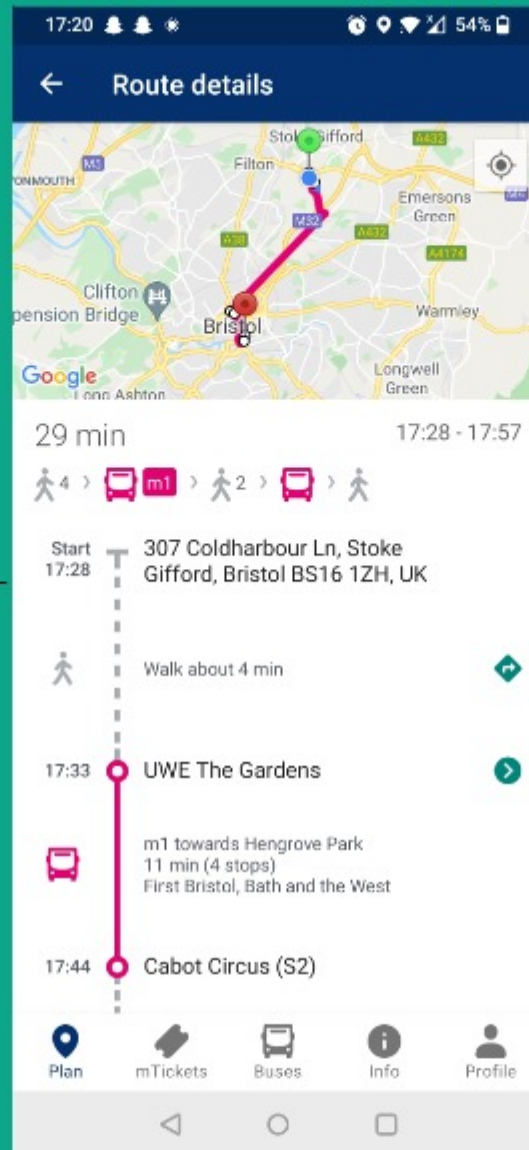 17:20
54%
Route details
Stoke Gifford
A432
M5
Filton
ONMOUTH
Emersons
Green
M32
A38
A432
A4174
Clifton
pension Bridge
Bristol
Warmley
Google
Long Ashton
Longwell
Green
29 min
17:28 - 17:57
4 > m1 > 2 > >
Start
17:28
307 Coldharbour Ln, Stoke
Gifford, Bristol BS16 1ZH, UK
Walk about 4 min
17:33 UWE The Gardens
m1 towards Hengrove Park
11 min (4 stops)
First Bristol, Bath and the West
17:44 Cabot Circus (S2)
Plan mTickets Buses Info Profile